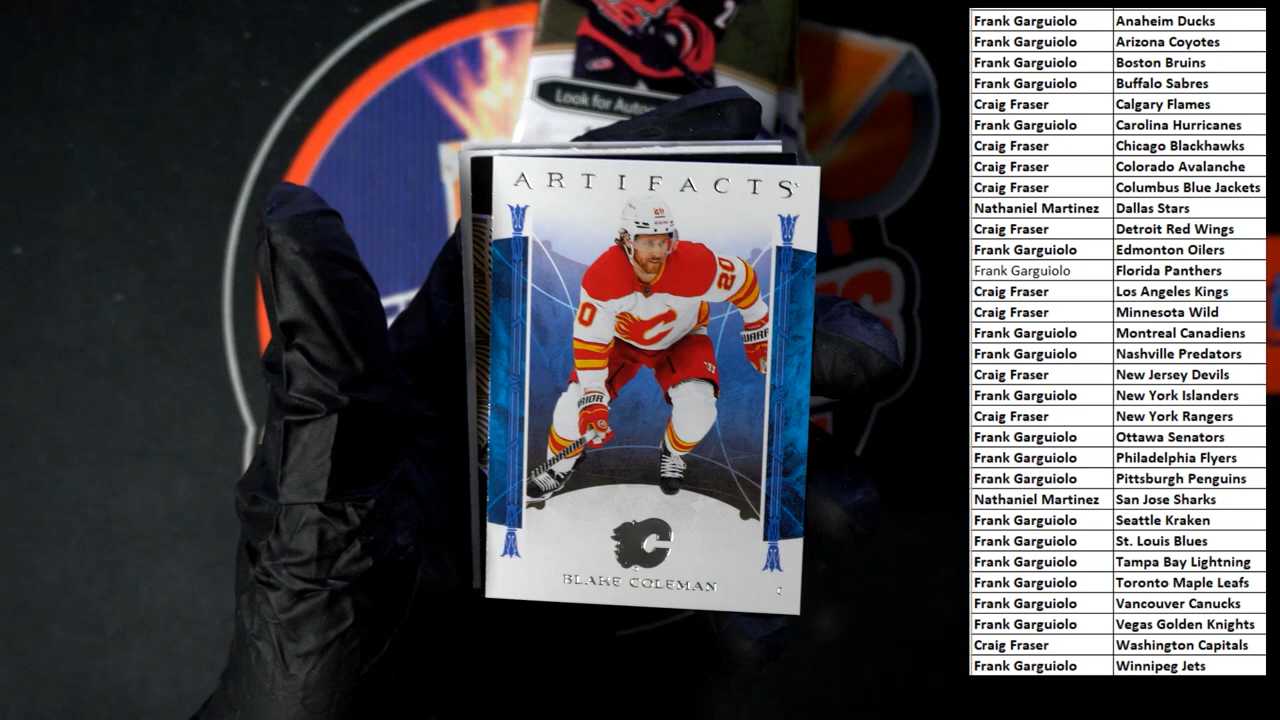 2
Look for Auto
ARTIFACTS
20
20
0
WARR
RIOR
BLAKE COLEMAN
C
Frank Garguiolo Anaheim Ducks
Frank Garguiolo Arizona Coyotes
Frank Garguiolo Boston Bruins
Frank Garguiolo Buffalo Sabres
Craig Fraser Calgary Flames
Frank Garguiolo Carolina Hurricanes
Craig Fraser Chicago Blackhawks
Craig Fraser Colorado Avalanche
Craig Fraser Columbus Blue Jackets
Nathaniel Martinez Dallas Stars
Craig Fraser Detroit Red Wings
Frank Garguiolo Edmonton Oilers
Frank Garguiolo Florida Panthers
Craig Fraser Los Angeles Kings
Craig Fraser Minnesota Wild
Frank Garguiolo Montreal Canadiens
Frank Garguiolo Nashville Predators
Craig Fraser New Jersey Devils
Frank Garguiolo New York Islanders
Craig Fraser New York Rangers
Frank Garguiolo Ottawa Senators
Frank Garguiolo Philadelphia Flyers
Frank Garguiolo Pittsburgh Penguins
Nathaniel Martinez San Jose Sharks
Frank Garguiolo Seattle Kraken
Frank Garguiolo St. Louis Blues
Frank Garguiolo Tampa Bay Lightning
Frank Garguiolo Toronto Maple Leafs
Frank Garguiolo Vancouver Canucks
Frank Garguiolo Vegas Golden Knights
Craig Fraser Washington Capitals
Frank Garguiolo Winnipeg Jets